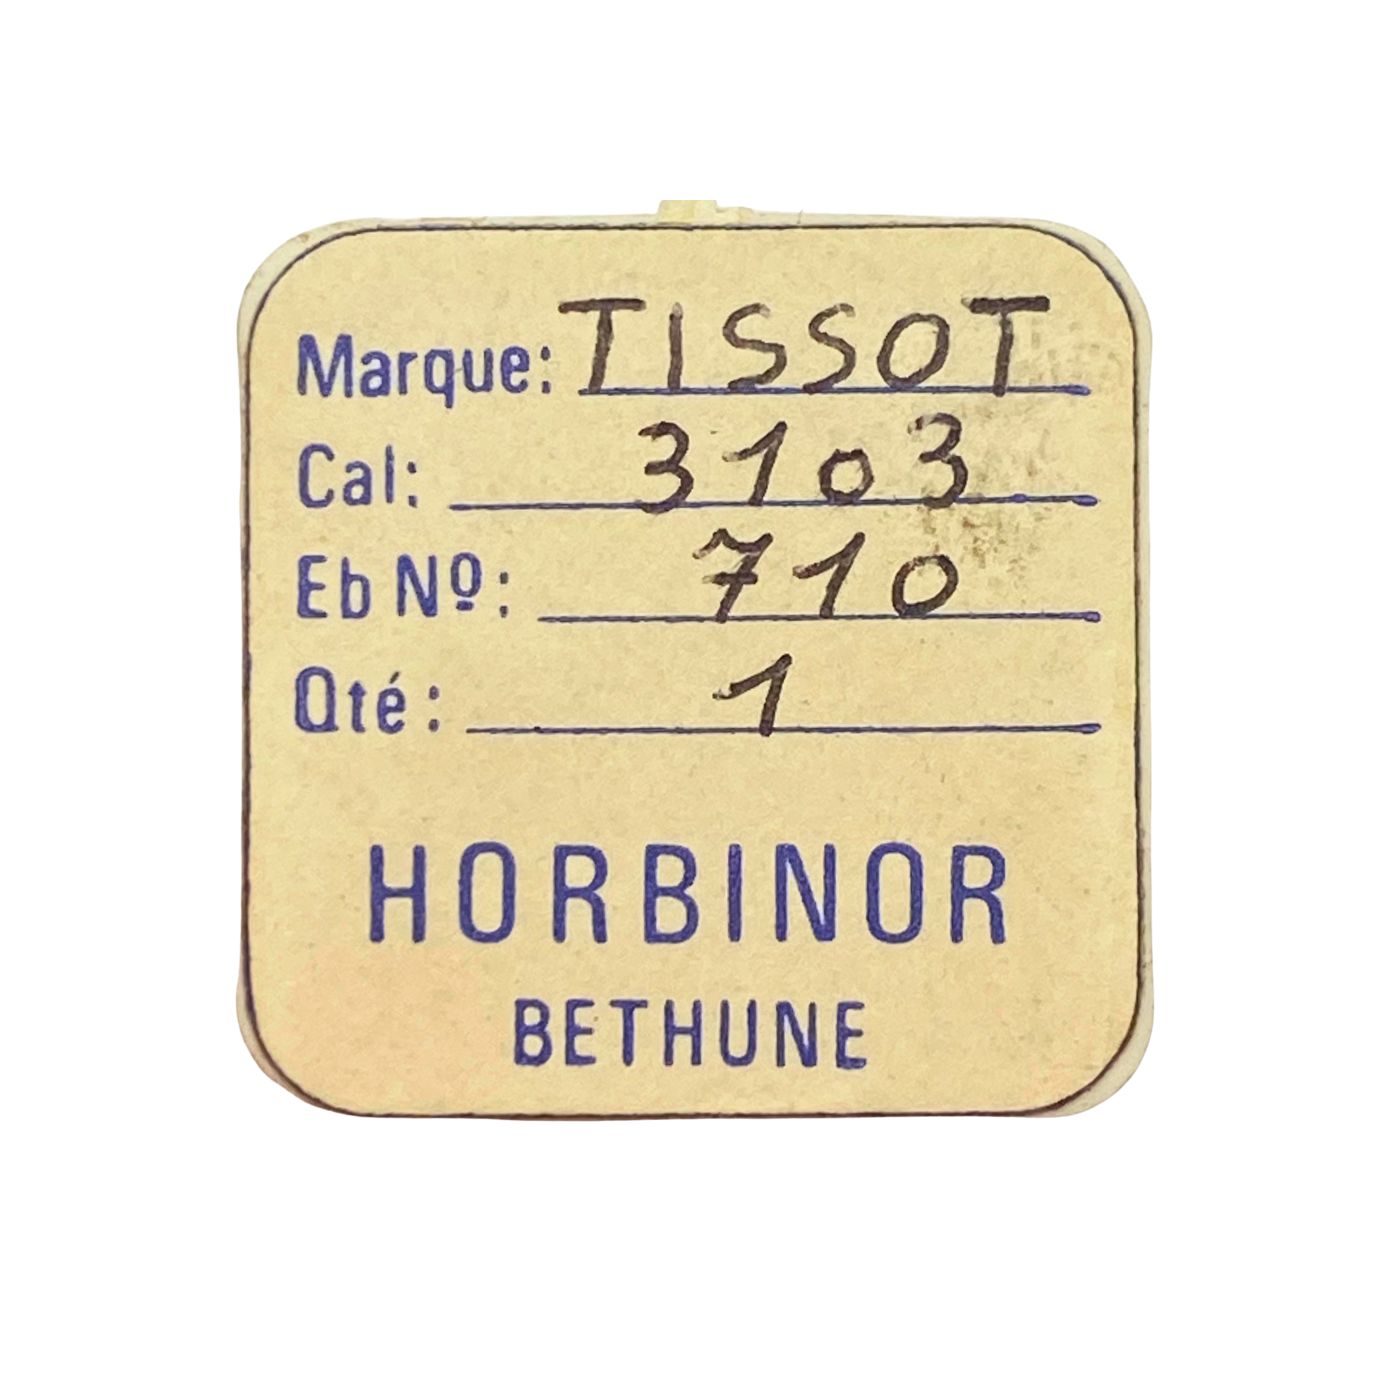 Marque: TISSOT
Cal: 3103
Eb Nº: 710
Qté: 1
HORBINOR
BETHUNE